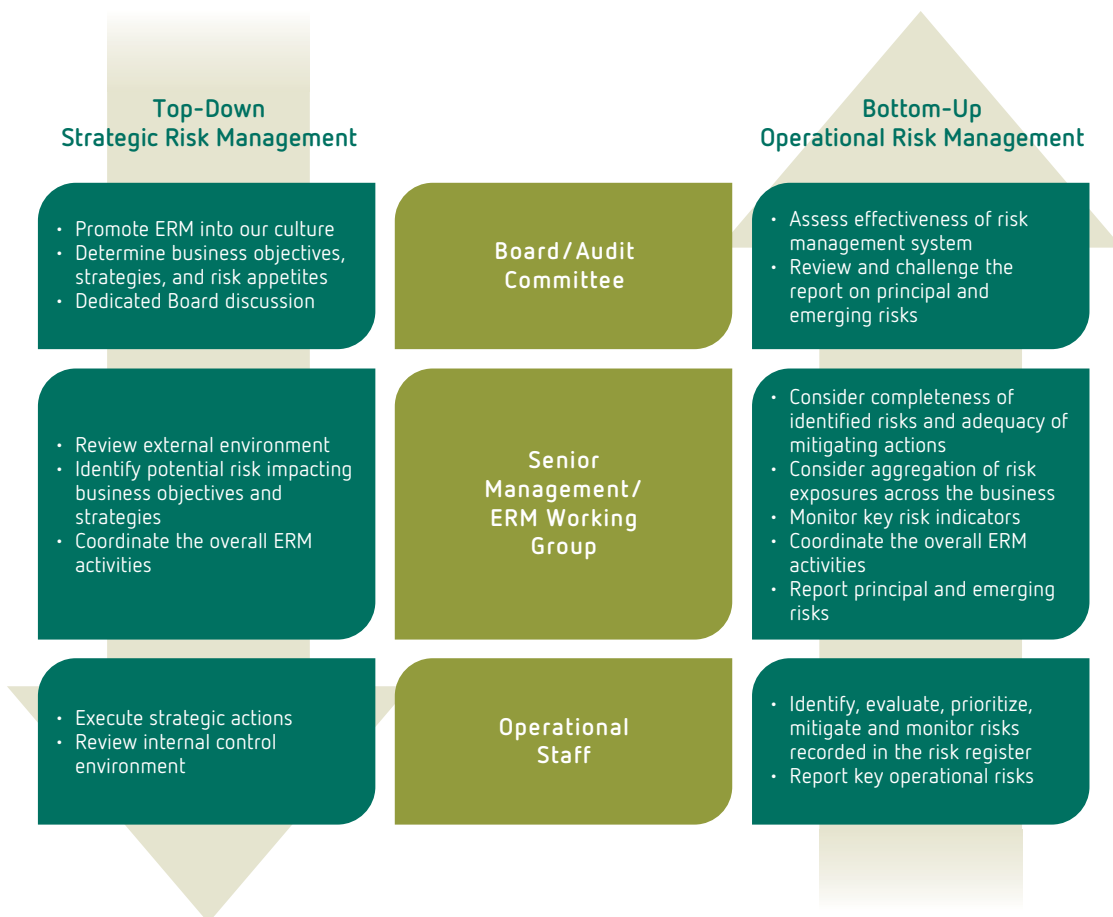 Top-Down
Strategic Risk Management
Bottom-Up
Operational Risk Management
• Promote ERM into our culture
• Determine business objectives,
strategies, and risk appetites
• Dedicated Board discussion
Board/Audit
Committee
• Assess effectiveness of risk
management system
• Review and challenge the
report on principal and
emerging risks
• Review external environment
• Identify potential risk impacting
business objectives and
strategies
• Coordinate the overall ERM
activities
Senior
Management/
ERM Working
Group
• Consider completeness of
identified risks and adequacy of
mitigating actions
• Consider aggregation of risk
exposures across the business
• Monitor key risk indicators
• Coordinate the overall ERM
activities
• Report principal and emerging
risks
• Execute strategic actions
• Review internal control
environment
Operational
Staff
• Identify, evaluate, prioritize,
mitigate and monitor risks
recorded in the risk register
• Report key operational risks